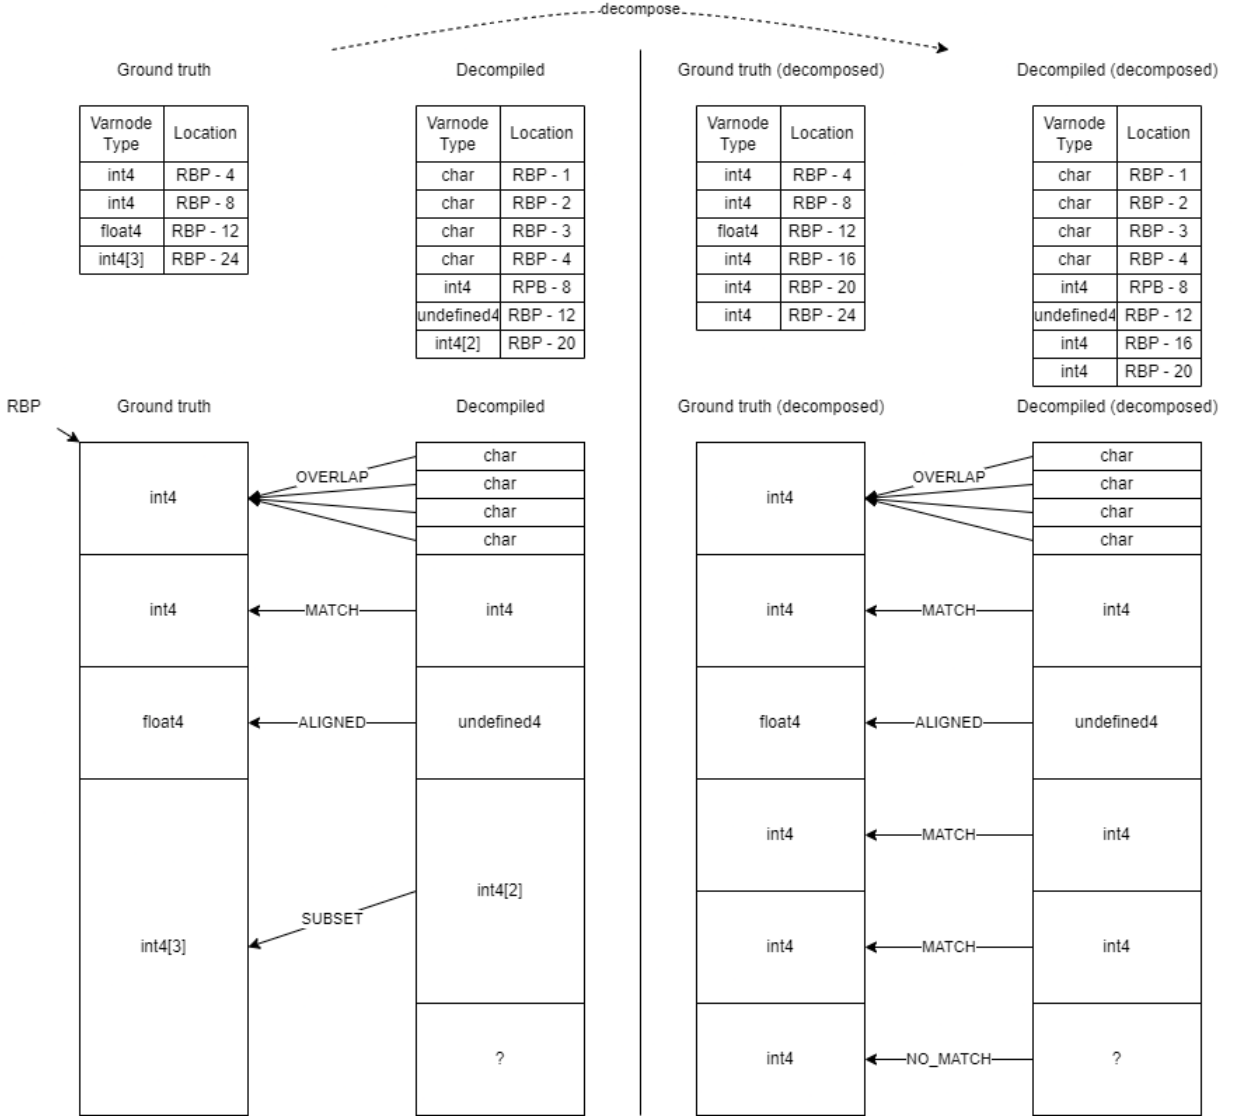 decompose
Ground truth
Decompiled
Ground truth (decomposed)
Decompiled (decomposed)
Varnode
Type
Location
int4
RBP - 4
int4
RBP - 8
float4
RBP - 12
int4[3]
RBP - 24
Varnode
Type
Location
char
RBP - 1
char
RBP - 2
char
RBP - 3
char
RBP - 4
int4
RPB - 8
undefined4
RBP - 12
int4[2]
RBP - 20
Varnode
Type
Location
int4
RBP - 4
int4
RBP - 8
float4
RBP - 12
int4
RBP - 16
int4
RBP - 20
int4
RBP - 24
Varnode
Type
Location
char
RBP - 1
char
RBP - 2
char
RBP - 3
char
RBP - 4
int4
RPB - 8
undefined4
RBP - 12
int4
RBP - 16
int4
RBP - 20
RBP
Ground truth
Decompiled
int4
OVERLAP
char
char
char
char
int4
MATCH
int4
float4
ALIGNED
undefined4
int4[3]
SUBSET
int4[2]
?
Ground truth (decomposed)
Decompiled (decomposed)
int4
OVERLAP
char
char
char
char
int4
MATCH
int4
float4
ALIGNED
undefined4
int4
MATCH
int4
int4
MATCH
int4
int4
NO_MATCH
?